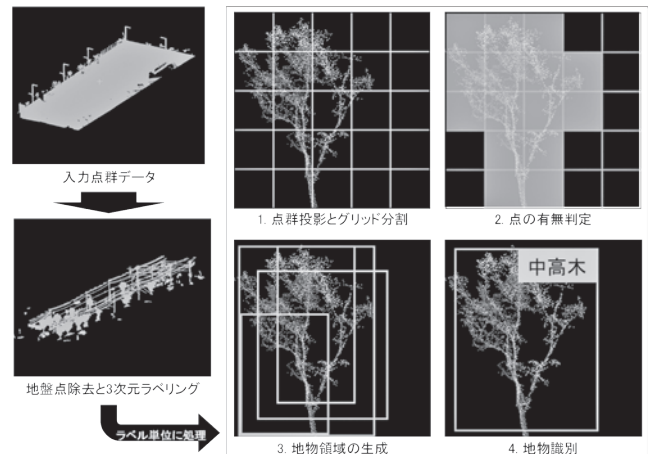 入力点群データ
地盤点除去と3次元ラベリング
ラベル単位に処理
1. 点群投影とグリッド分割
2. 点の有無判定
中高木
3. 地物領域の生成
4. 地物識別